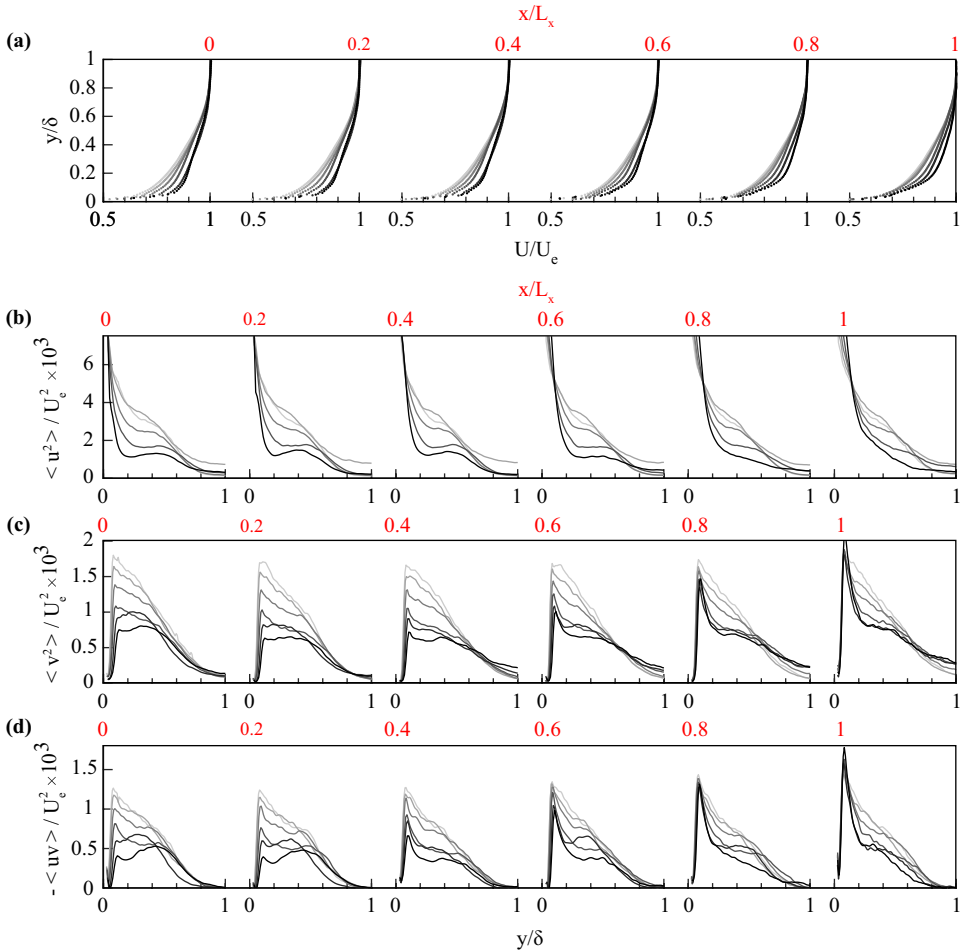 x/L_x
(a)
0 0.2 0.4 0.6 0.8 1
y/δ
1
0.8
0.6
0.4
0.2
0
0.5 1 0.5 1 0.5 1 0.5 1 0.5 1 0.5 1
U/U_e
x/L_x
(b)
0 0.2 0.4 0.6 0.8 1
< u² > / U_e² ×10³
6
4
2
0
0 1 0 1 0 1 0 1 0 1 0 1
(c)
0 0.2 0.4 0.6 0.8 1
< v² > / U_e² ×10³
2
1.5
1
0.5
0
0 1 0 1 0 1 0 1 0 1 0 1
(d)
0 0.2 0.4 0.6 0.8 1
- < uv > / U_e² ×10³
1.5
1
0.5
0
0 1 0 1 0 1 0 1 0 1 0 1
y/δ